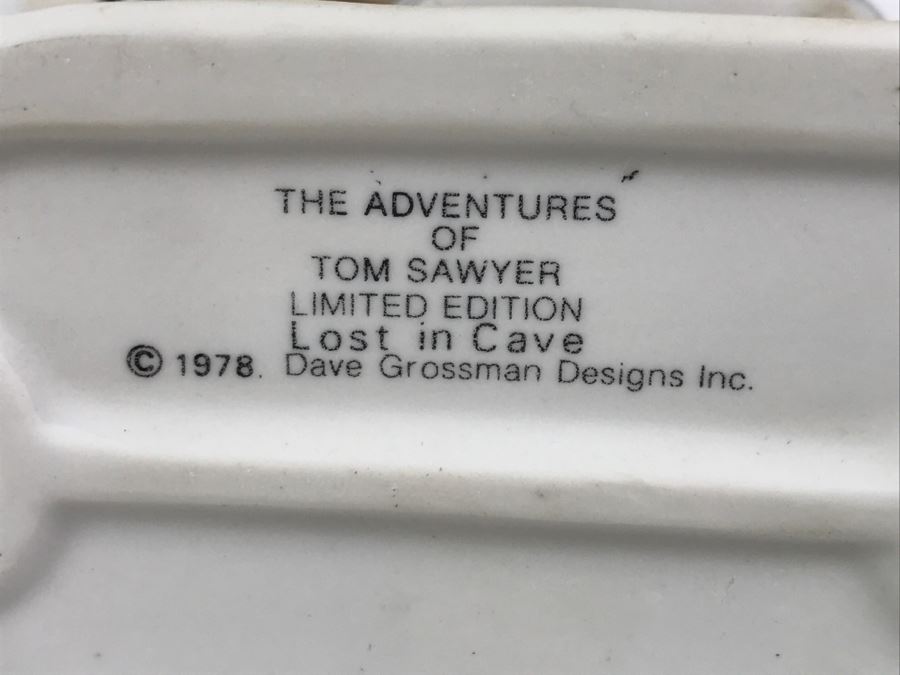 THE ADVENTURES
OF
TOM SAWYER
LIMITED EDITION
Lost in Cave
© 1978. Dave Grossman Designs Inc.